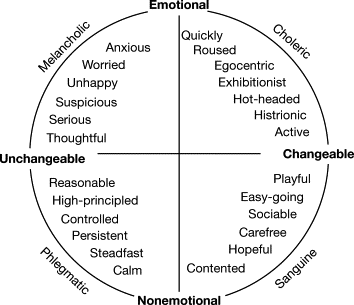 Emotional
Melancholic
Choleric
Anxious
Worried
Unhappy
Suspicious
Serious
Thoughtful
Quickly
Roused
Egocentric
Exhibitionist
Hot-headed
Histrionic
Active
Unchangeable
Changeable
Reasonable
High-principled
Controlled
Persistent
Steadfast
Calm
Playful
Easy-going
Sociable
Carefree
Hopeful
Contented
Phlegmatic
Sanguine
Nonemotional